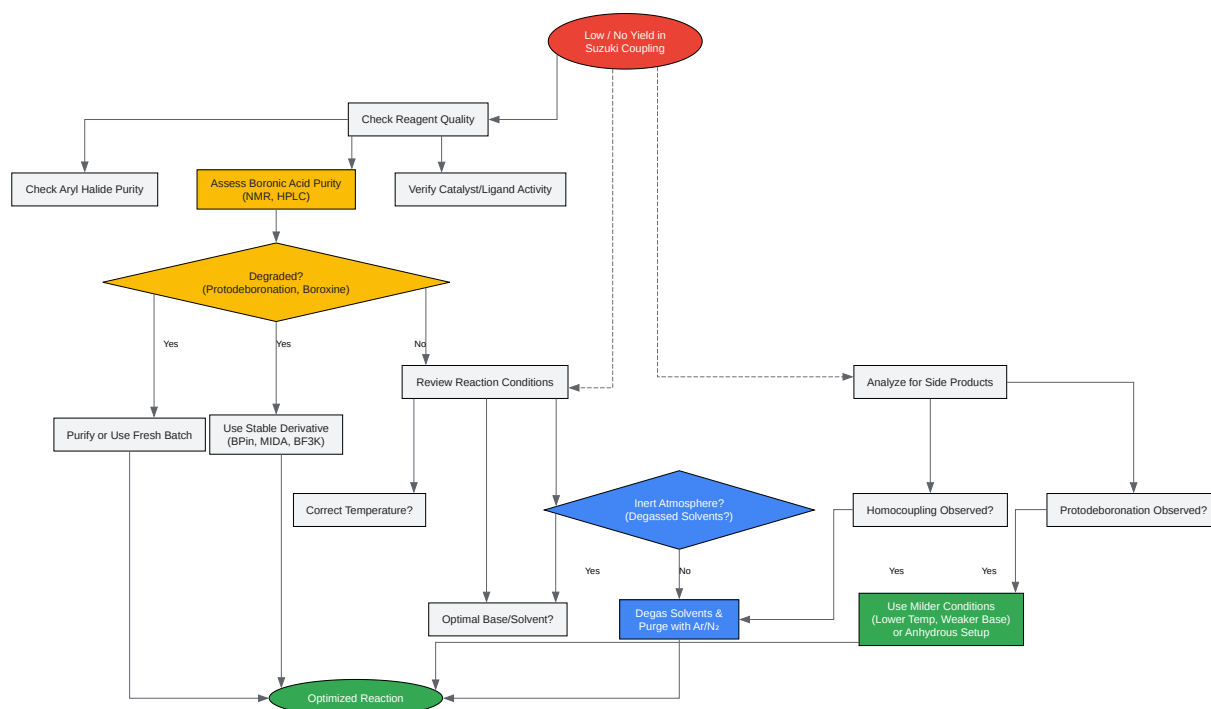 Low / No Yield in
Suzuki Coupling
Check Reagent Quality
Check Aryl Halide Purity
Assess Boronic Acid Purity
(NMR, HPLC)
Verify Catalyst/Ligand Activity
Degraded?
(Protodeboronation, Boroxine)
Yes
Yes
No
Review Reaction Conditions
Analyze for Side Products
Purify or Use Fresh Batch
Use Stable Derivative
(BPin, MIDA, BF3K)
Correct Temperature?
Inert Atmosphere?
(Degassed Solvents?)
Homocoupling Observed?
Protodeboronation Observed?
Yes
No
Yes
Yes
Optimal Base/Solvent?
Degas Solvents &
Purge with Ar/N₂
Use Milder Conditions
(Lower Temp, Weaker Base)
or Anhydrous Setup
Optimized Reaction